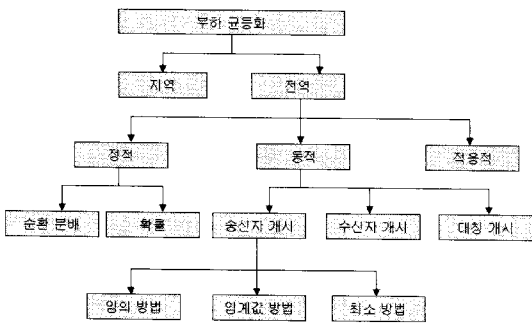 부하 균등화
지역
전역
정적
동적
적응적
순환 분배
확률
송신자 개시
수신자 개시
대칭 개시
임의 방법
임계값 방법
최소 방법